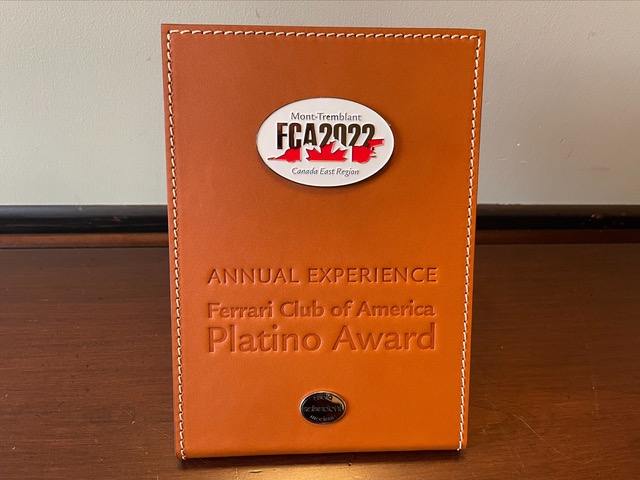 Mont-Tremblant
FCA2022
Canada East Region
ANNUAL EXPERIENCE
Ferrari Club of America
Platino Award